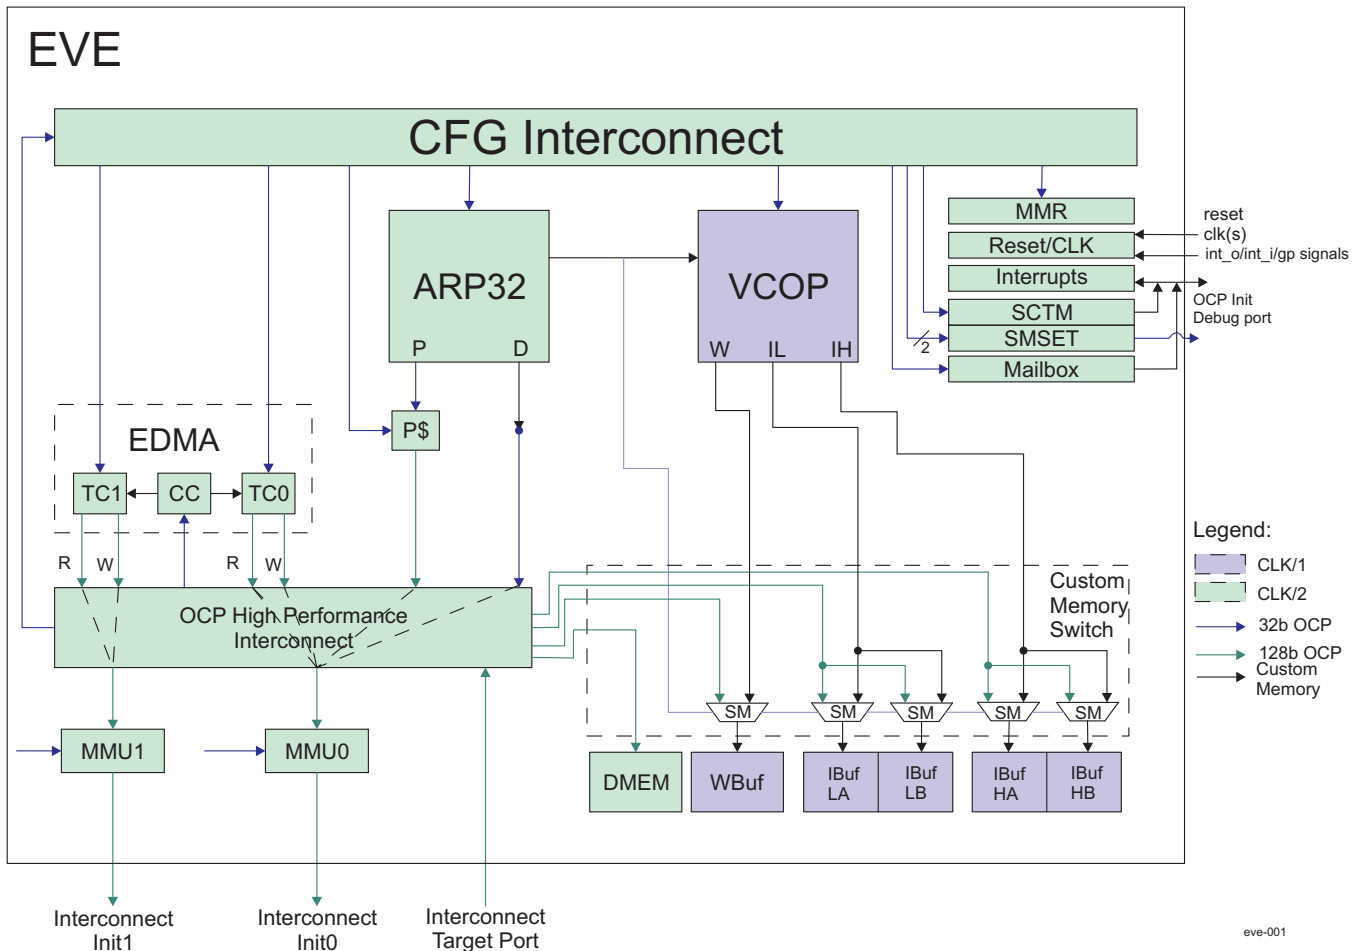 EVE
CFG Interconnect
ARP32
P
D
VCOP
W
IL
IH
MMR
Reset/CLK
Interrupts
SCTM
SMSET
Mailbox
2
reset
clk(s)
int_o/int_i/gp signals
OCP Init
Debug port
P$
EDMA
TC1
CC
TC0
R
W
R
W
OCP High Performance
Interconnect
Custom
Memory
Switch
SM
SM
SM
SM
SM
MMU1
MMU0
DMEM
WBuf
IBuf
LA
IBuf
LB
IBuf
HA
IBuf
HB
Legend:
CLK/1
CLK/2
32b OCP
128b OCP
Custom
Memory
Interconnect
Init1
Interconnect
Init0
Interconnect
Target Port
eve-001